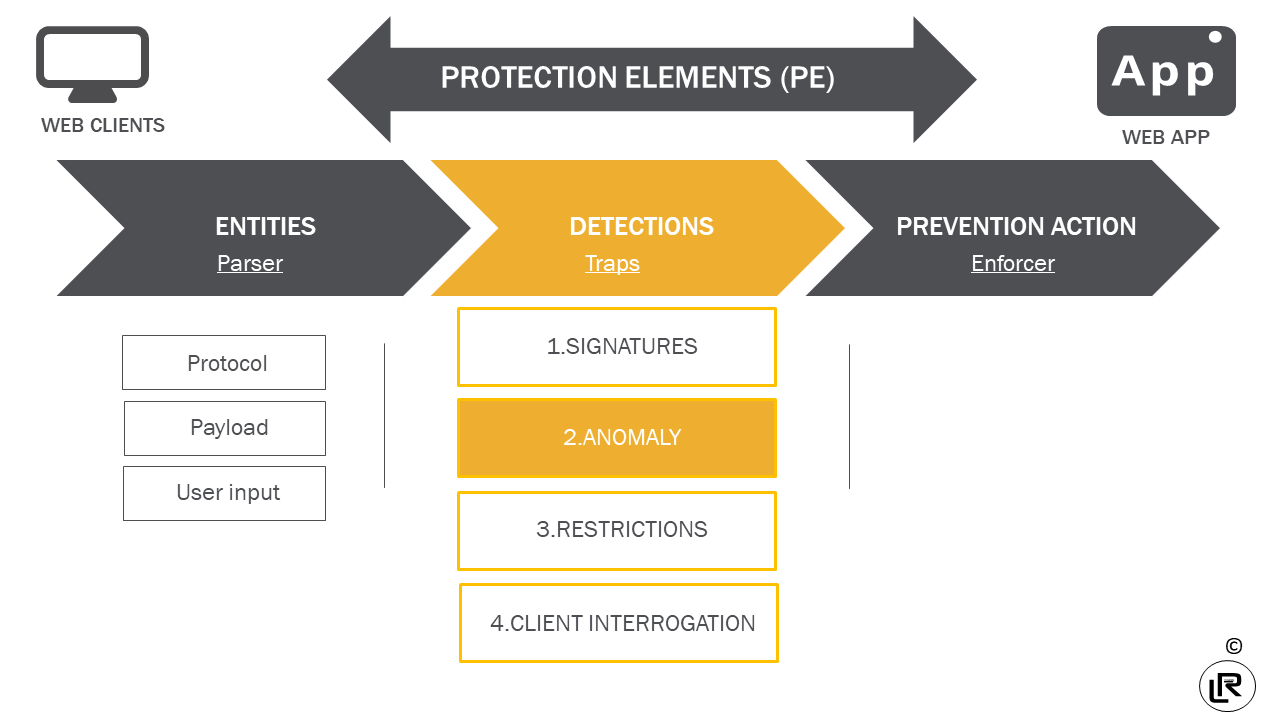 PROTECTION ELEMENTS (PE)
App
WEB CLIENTS
WEB APP
ENTITIES
Parser
DETECTIONS
Traps
PREVENTION ACTION
Enforcer
Protocol
Payload
User input
1.SIGNATURES
2.ANOMALY
3.RESTRICTIONS
4.CLIENT INTERROGATION
©
LR